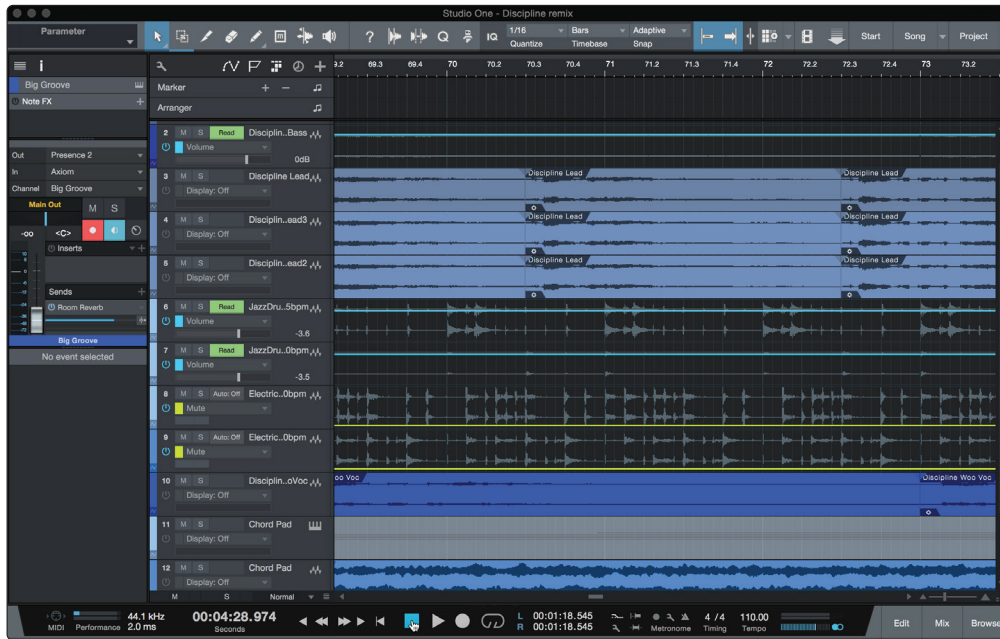 Studio One - Discipline remix
Parameter
? Q IQ 1/16 Bars Adaptive
Quantize Timebase Snap
Start Song Project
i
9.2 69.3 69.4 70 70.2 70.3 70.4 71 71.2 71.3 71.4 72 72.2 72.3 72.4 73 73.2
Big Groove
Marker + −
Note FX +
Arranger
2 M S Read Disciplin..Bass
Volume
0dB
Out Presence 2
In Axiom
Channel Big Groove
Main Out M S
-oo <C>
Inserts
Sends +
Room Reverb
Big Groove
No event selected
3 M S Discipline Lead
Display: Off
Discipline Lead Discipline Lead
4 M S Disciplin..ead3
Display: Off
Discipline Lead Discipline Lead
5 M S Disciplin..ead2
Display: Off
Discipline Lead Discipline Lead
6 M S Read JazzDru..5bpm
Volume
-3.6
7 M S Read JazzDru..0bpm
Volume
-3.5
8 M S Auto: Off Electric..0bpm
Mute
9 M S Auto: Off Electric..0bpm
Mute
10 M S Disciplin..oVoc
Display: Off
oo Voc Discipline Woo Voc
11 M S Chord Pad
Display: Off
12 M S Chord Pad
Display: Off
M S Normal
MIDI Performance 44.1 kHz
2.0 ms
00:04:28.974
Seconds
L 00:01:18.545
R 00:01:18.545
Metronome
4 / 4
Timing
110.00
Tempo
Edit Mix Browse